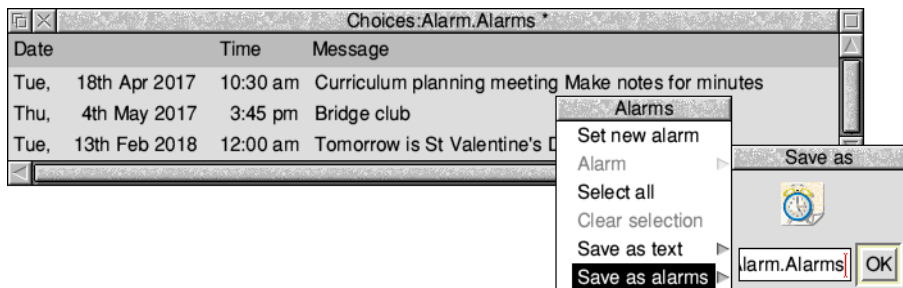 Choices:Alarm.Alarms *
Date Time Message
Tue, 18th Apr 2017 10:30 am Curriculum planning meeting Make notes for minutes
Thu, 4th May 2017 3:45 pm Bridge club
Tue, 13th Feb 2018 12:00 am Tomorrow is St Valentine's
Alarms
Set new alarm
Alarm
Select all
Clear selection
Save as text
Save as alarms
Save as
larm.Alarms
OK